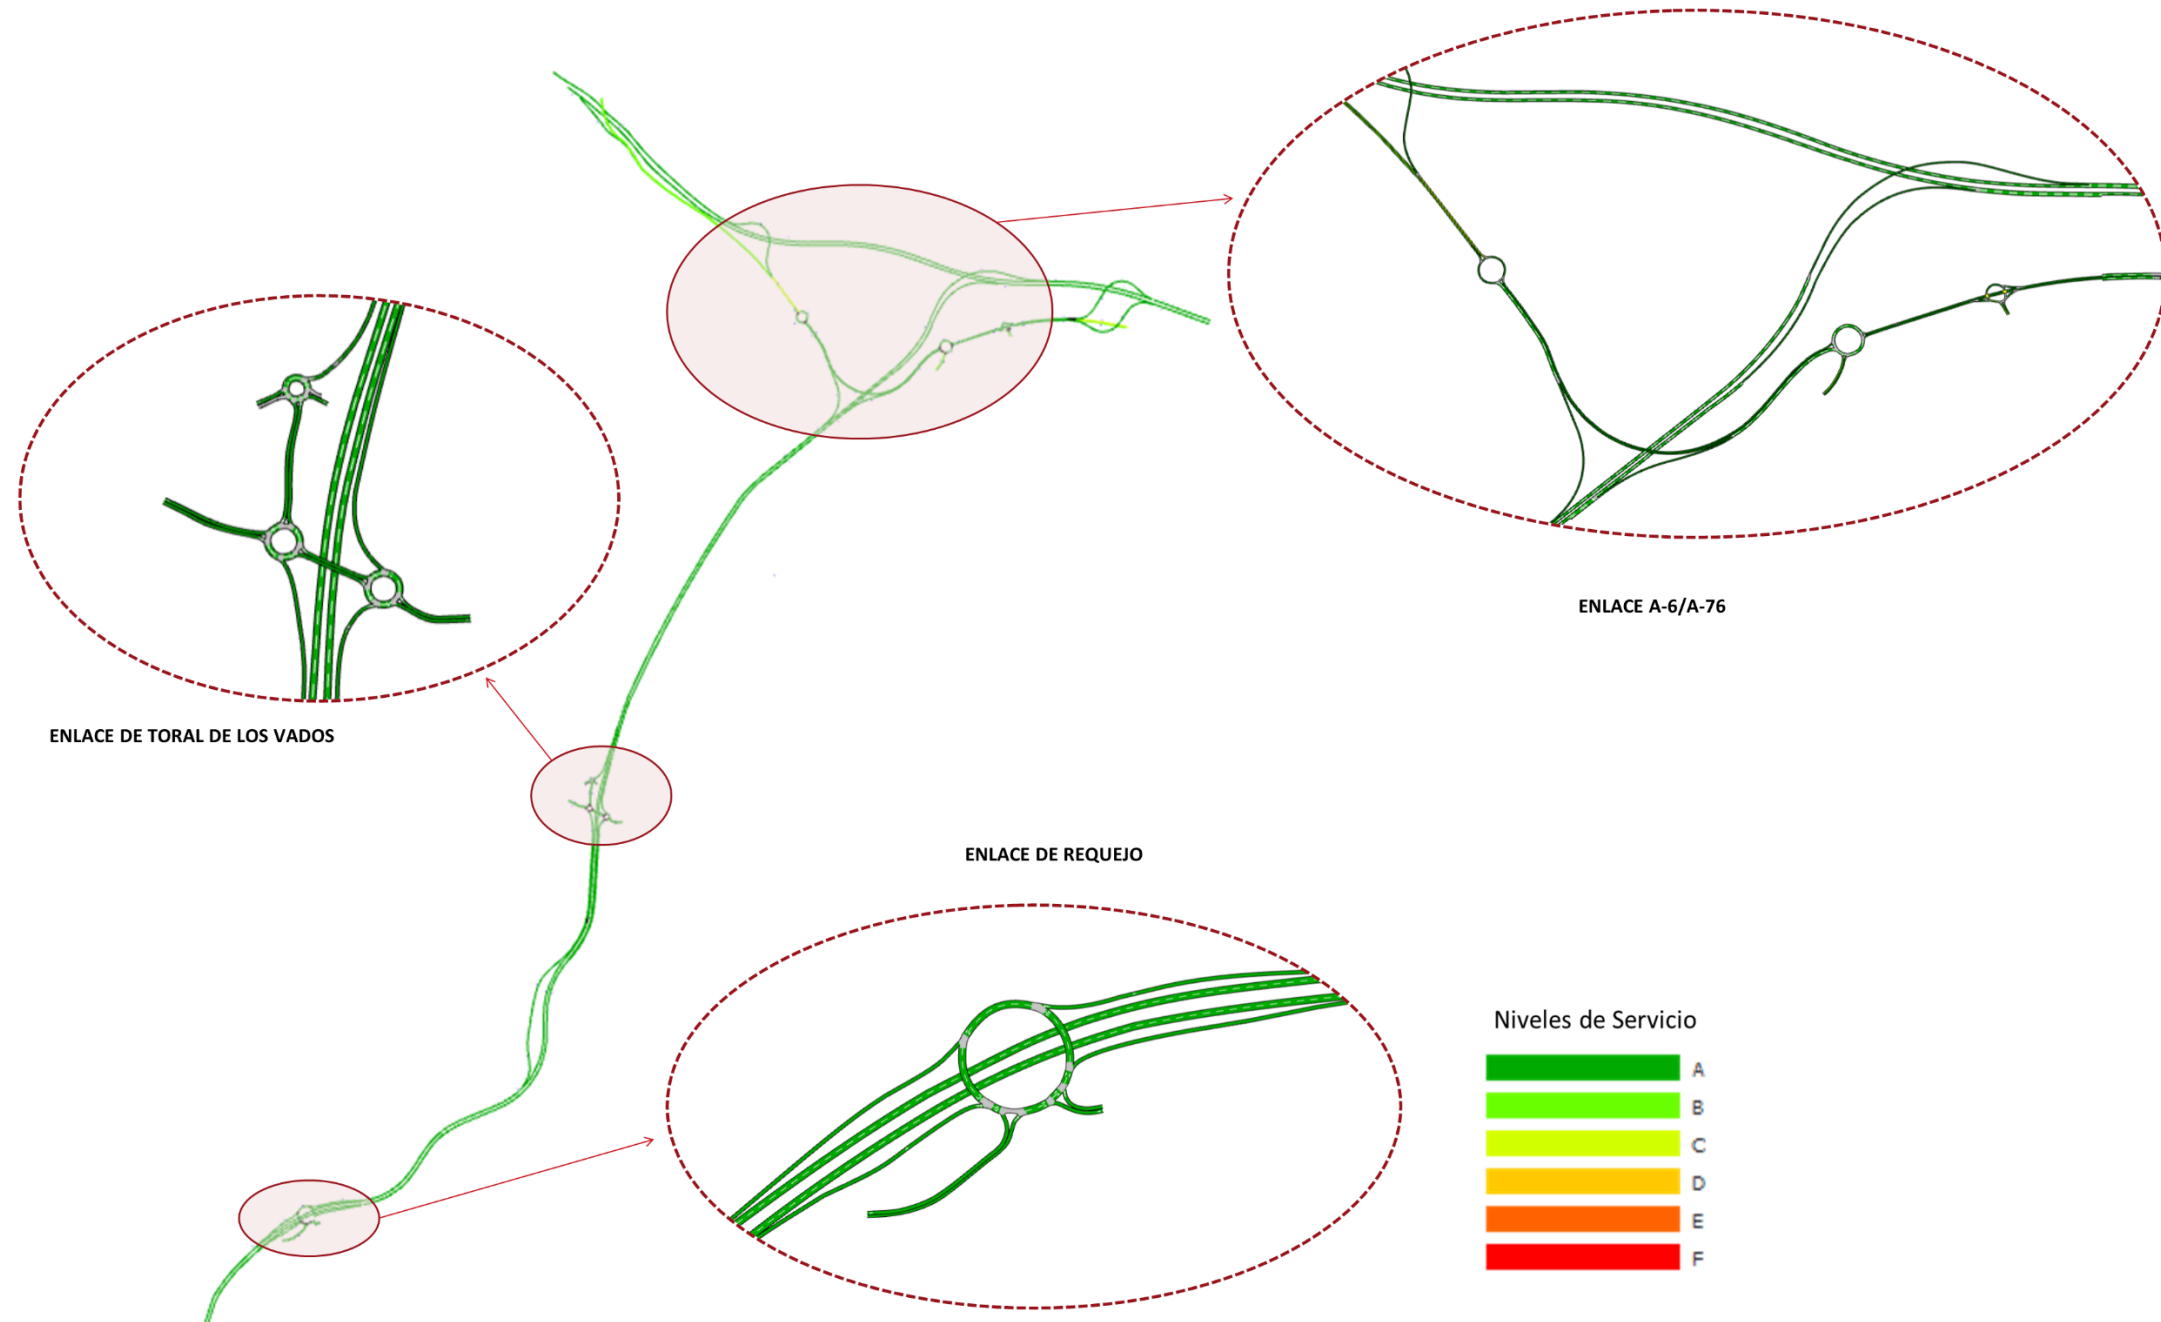 ENLACE A-6/A-76
ENLACE DE TORAL DE LOS VADOS
ENLACE DE REQUEJO
Niveles de Servicio
A
B
C
D
E
F